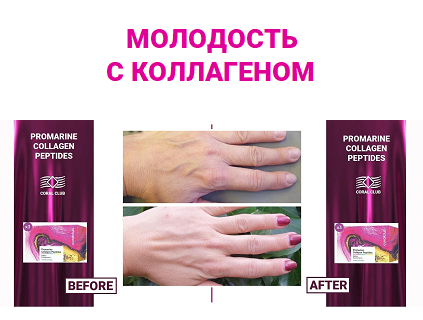 МОЛОДОСТЬ
С КОЛЛАГЕНОМ
PROMARINE
COLLAGEN
PEPTIDES
CORAL CLUB
BEFORE
PROMARINE
COLLAGEN
PEPTIDES
CORAL CLUB
AFTER